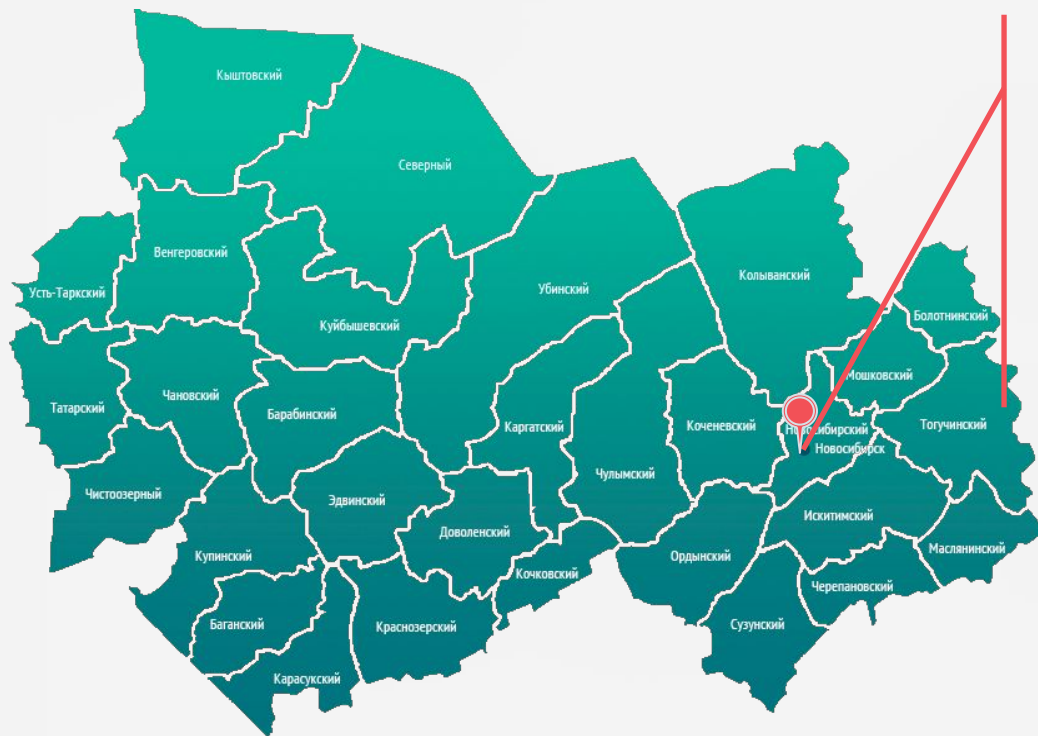 Кыштовский
Северный
Венгеровский
Колыванский
Усть-Таркский
Убинский
Болотнинский
Куйбышевский
Мошковский
Чановский
Татарский
Барабинский
Каргатский
Коченевский
Новосибирский
Тогучинский
Новосибирск
Чулымский
Чистоозерный
Эдвинский
Искитимский
Доволенский
Маслянинский
Купинский
Ордынский
Кочковский
Черепановский
Баганский
Краснозерский
Сузунский
Карасукский